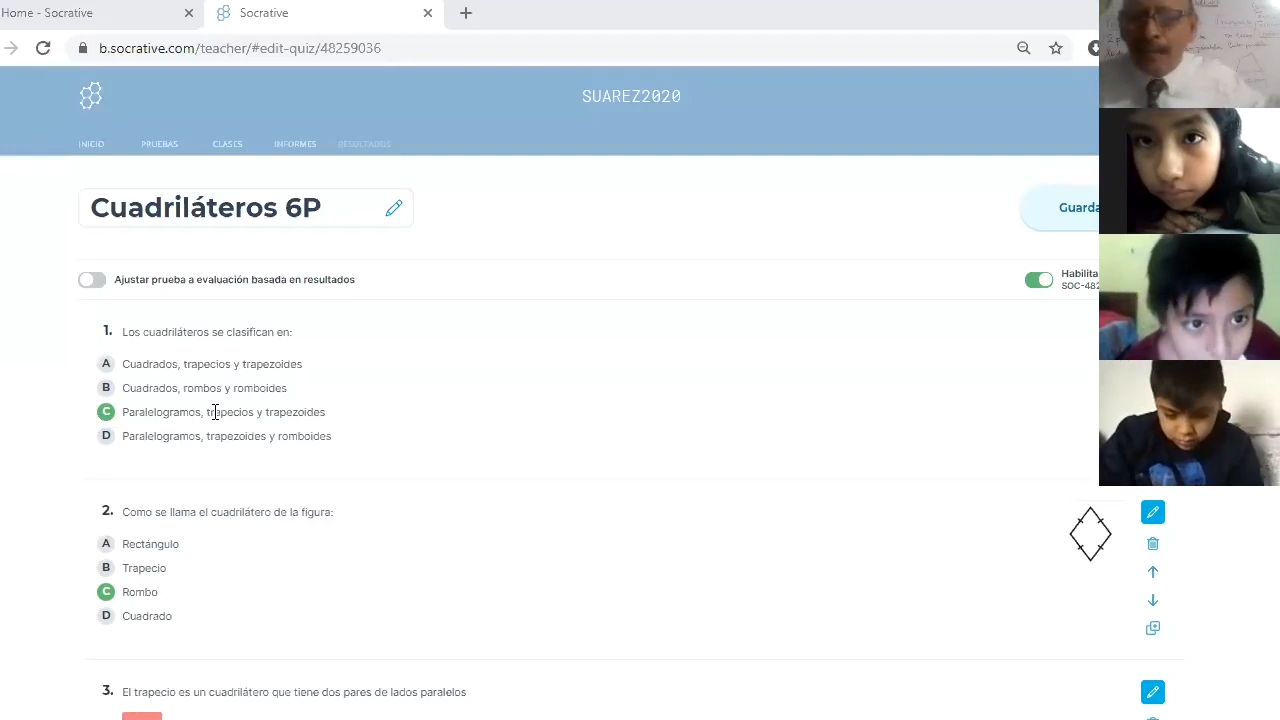 Home - Socrative
Socrative
b.socrative.com/teacher/#edit-quiz/48259036
SUAREZ2020
INICIO PRUEBAS CLASES INFORMES RESULTADOS
Cuadriláteros 6P
Guarda
Ajustar prueba a evaluación basada en resultados
Habilita
SOC-482
1. Los cuadriláteros se clasifican en:
A Cuadrados, trapecios y trapezoides
B Cuadrados, rombos y romboides
C Paralelogramos, trapecios y trapezoides
D Paralelogramos, trapezoides y romboides
2. Como se llama el cuadrilátero de la figura:
A Rectángulo
B Trapecio
C Rombo
D Cuadrado
3. El trapecio es un cuadrilátero que tiene dos pares de lados paralelos